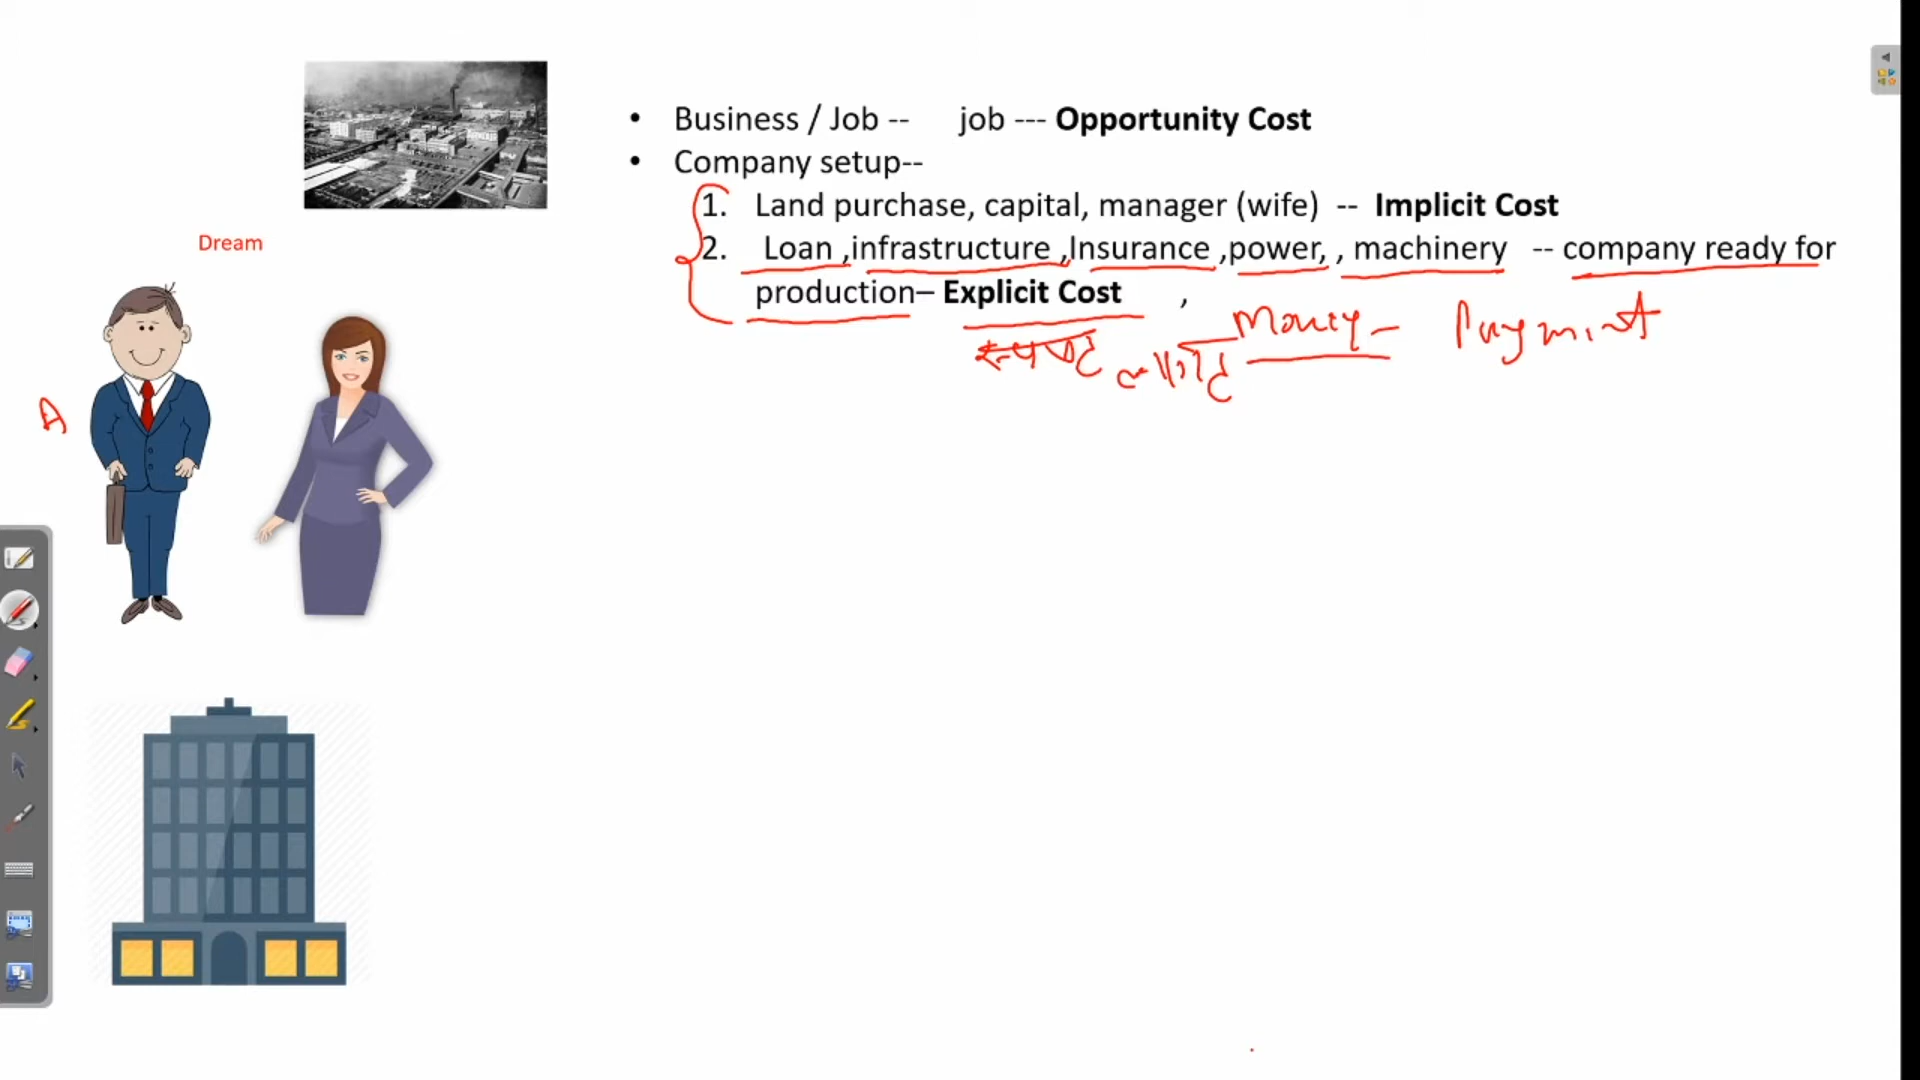 • Business / Job -- job --- Opportunity Cost
• Company setup--
1. Land purchase, capital, manager (wife) -- Implicit Cost
2. Loan ,infrastructure ,Insurance ,power, , machinery -- company ready for
production– Explicit Cost ,
Money - Payment
Dream
A